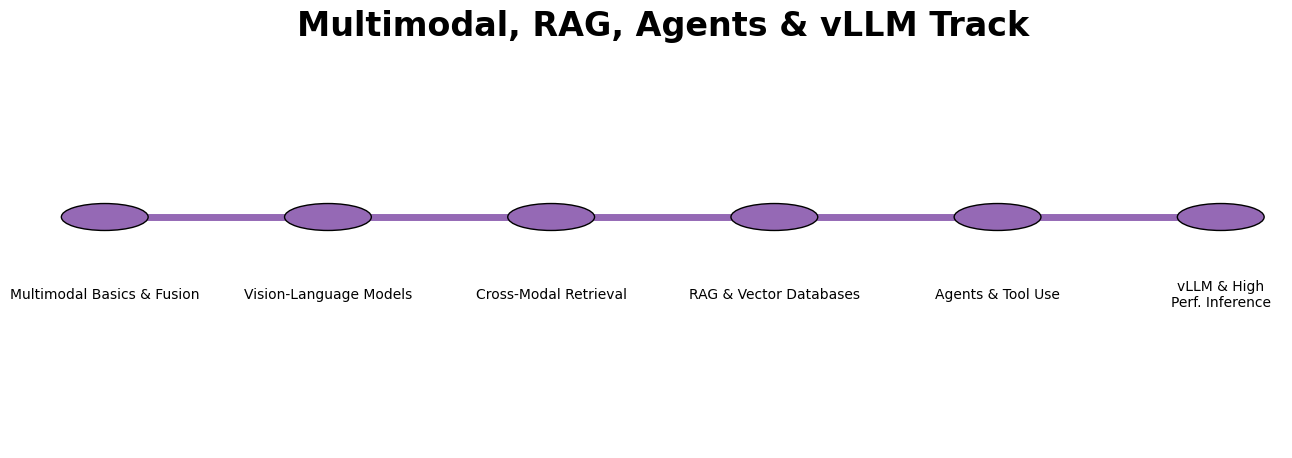 Multimodal, RAG, Agents & vLLM Track
Multimodal Basics & Fusion
Vision-Language Models
Cross-Modal Retrieval
RAG & Vector Databases
Agents & Tool Use
vLLM & High
Perf. Inference